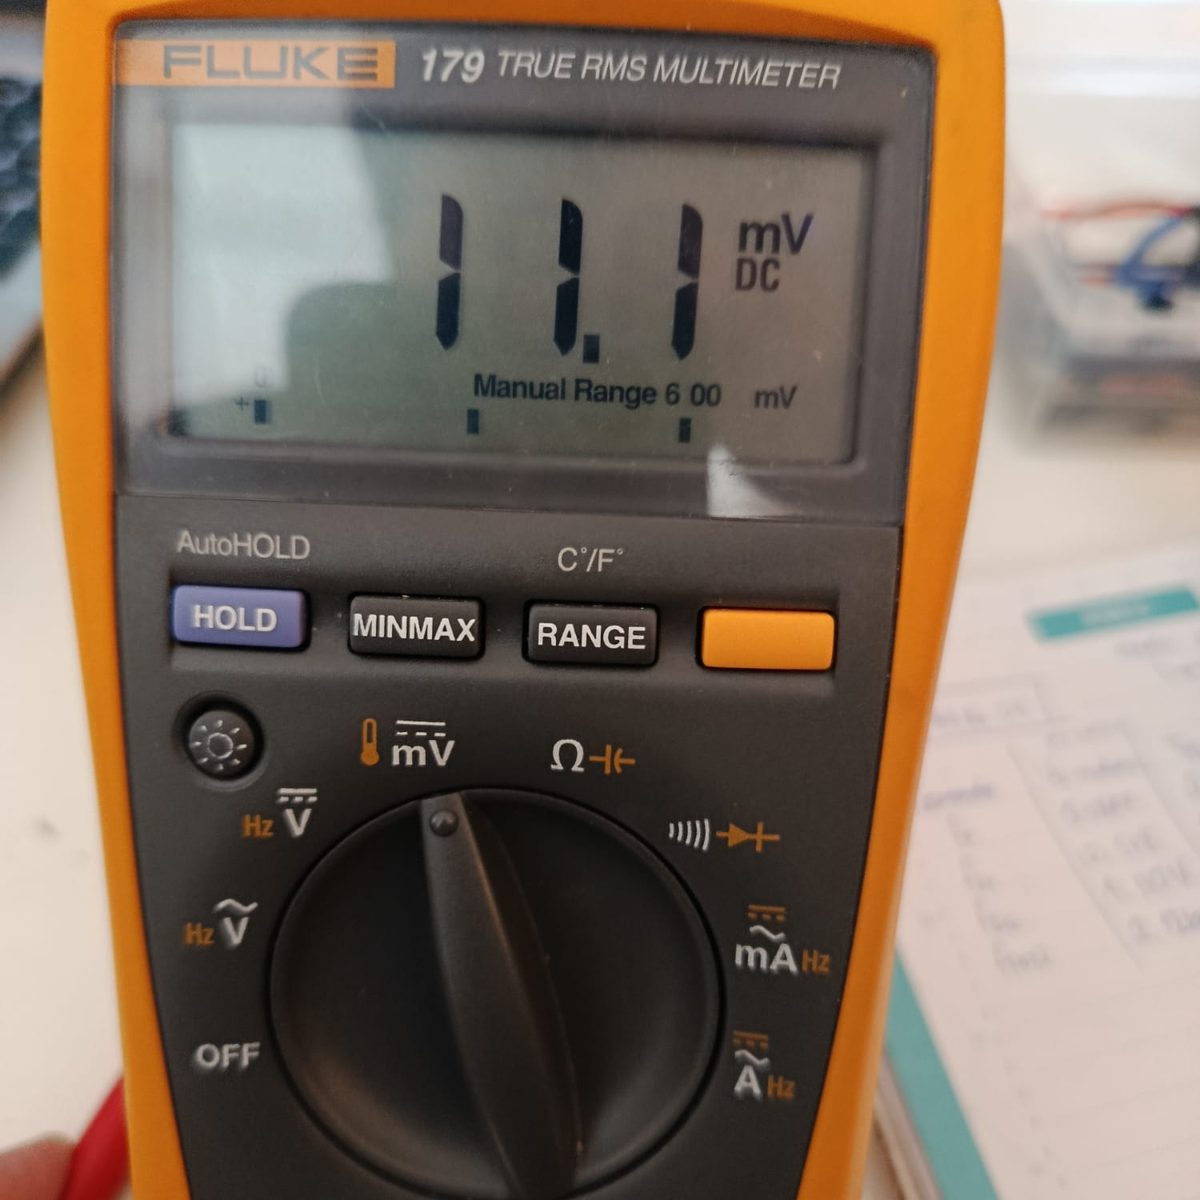 FLUKE 179 TRUE RMS MULTIMETER
11.1 mV
DC
0
Manual Range 6 00 mV
+
AutoHOLD C°/F°
HOLD MINMAX RANGE
mV Ω
Hz V
Hz V
mA Hz
OFF
A Hz